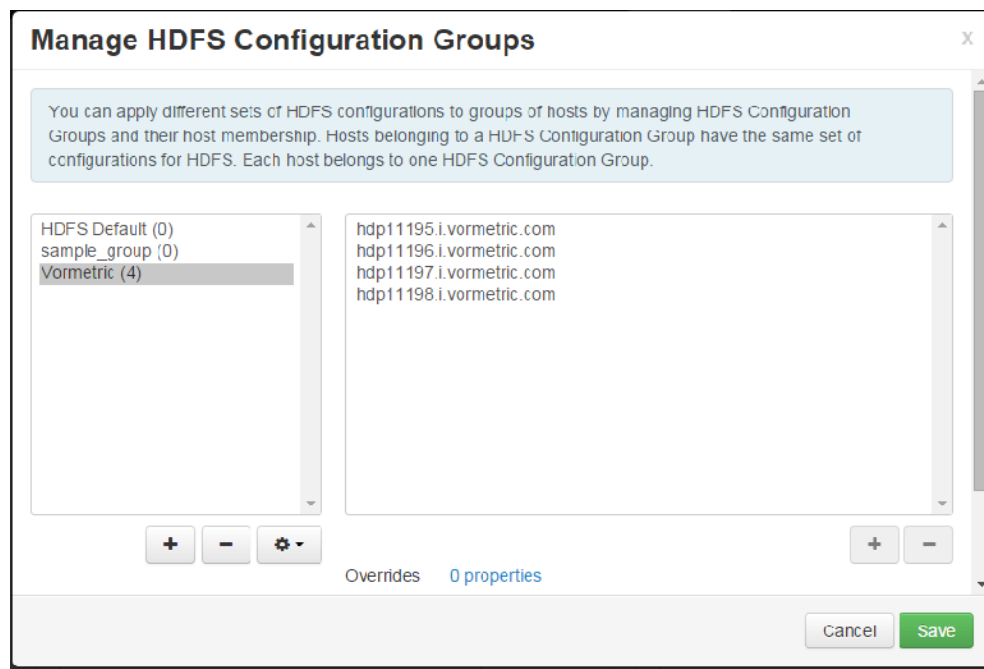 Manage HDFS Configuration Groups
x
You can apply different sets of HDFS configurations to groups of hosts by managing HDFS Configuration
Groups and their host membership. Hosts belonging to a HDFS Configuration Group have the same set of
configurations for HDFS. Each host belongs to one HDFS Configuration Group.
HDFS Default (0)
sample_group (0)
Vormetric (4)
hdp11195.i.vormetric.com
hdp11196.i.vormetric.com
hdp11197.i.vormetric.com
hdp11198.i.vormetric.com
+ -
+ -
Overrides 0 properties
Cancel Save